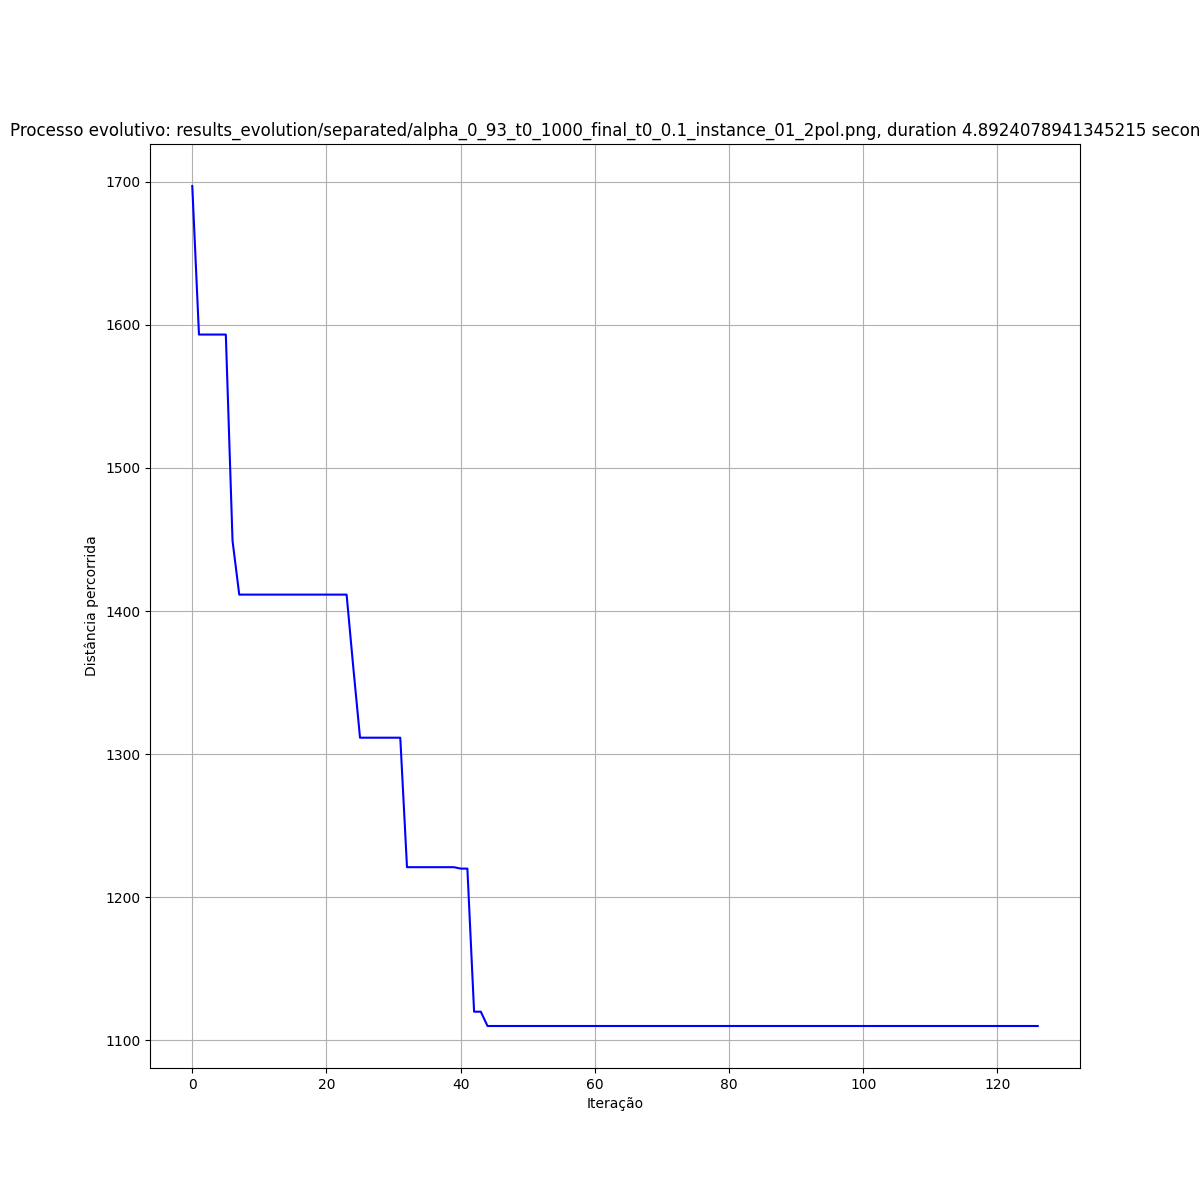 Processo evolutivo: results_evolution/separated/alpha_0_93_t0_1000_final_t0_0.1_instance_01_2pol.png, duration 4.8924078941345215 secon
1700
1600
1500
1400
1300
1200
1100
Distância percorrida
0 20 40 60 80 100 120
Iteração